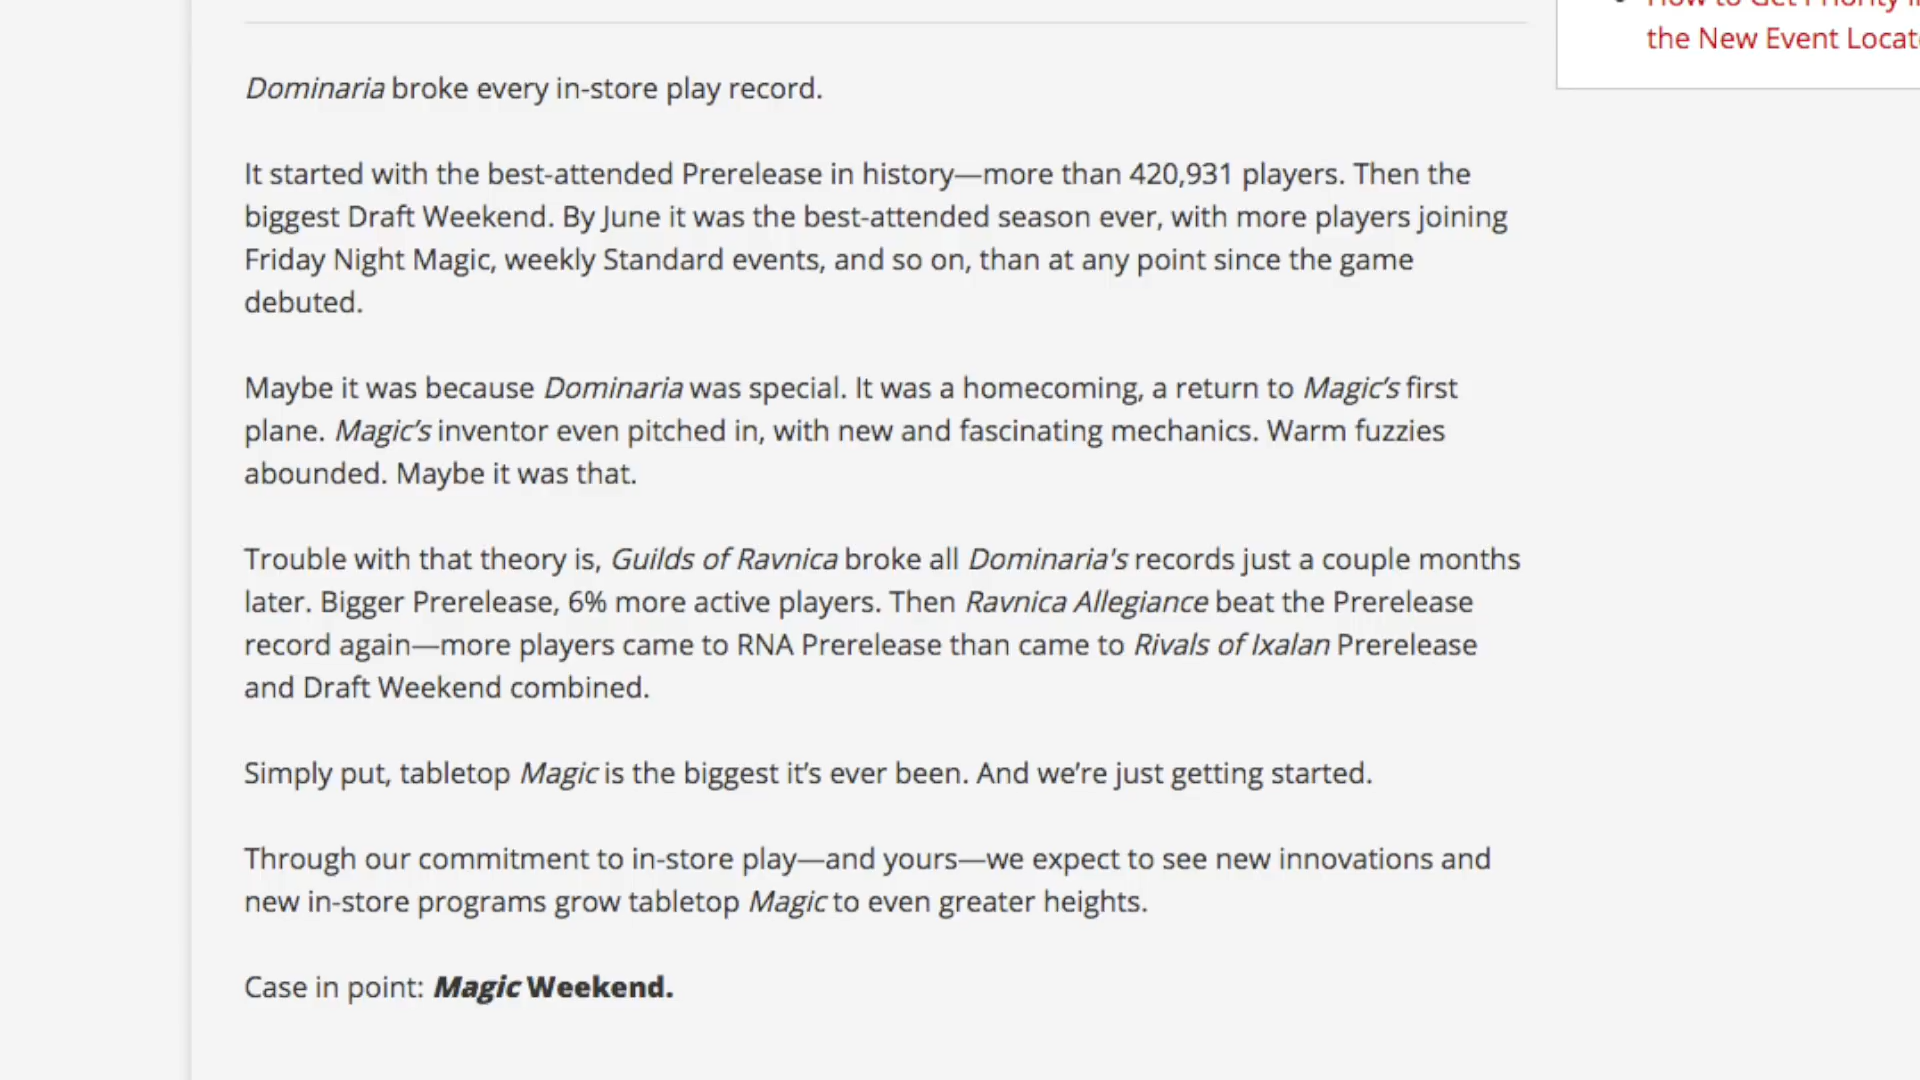 the New Event Locat
Dominaria broke every in-store play record.
It started with the best-attended Prerelease in history—more than 420,931 players. Then the
biggest Draft Weekend. By June it was the best-attended season ever, with more players joining
Friday Night Magic, weekly Standard events, and so on, than at any point since the game
debuted.
Maybe it was because Dominaria was special. It was a homecoming, a return to Magic’s first
plane. Magic’s inventor even pitched in, with new and fascinating mechanics. Warm fuzzies
abounded. Maybe it was that.
Trouble with that theory is, Guilds of Ravnica broke all Dominaria's records just a couple months
later. Bigger Prerelease, 6% more active players. Then Ravnica Allegiance beat the Prerelease
record again—more players came to RNA Prerelease than came to Rivals of Ixalan Prerelease
and Draft Weekend combined.
Simply put, tabletop Magic is the biggest it’s ever been. And we’re just getting started.
Through our commitment to in-store play—and yours—we expect to see new innovations and
new in-store programs grow tabletop Magic to even greater heights.
Case in point: Magic Weekend.